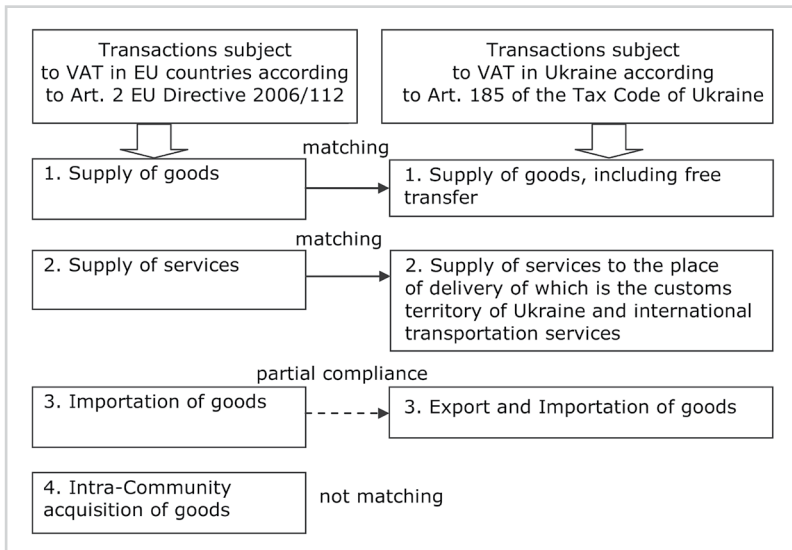 Transactions subject
to VAT in EU countries according
to Art. 2 EU Directive 2006/112
Transactions subject
to VAT in Ukraine according
to Art. 185 of the Tax Code of Ukraine
matching
1. Supply of goods
1. Supply of goods, including free
transfer
matching
2. Supply of services
2. Supply of services to the place
of delivery of which is the customs
territory of Ukraine and international
transportation services
partial compliance
3. Importation of goods
3. Export and Importation of goods
4. Intra-Community
acquisition of goods
not matching